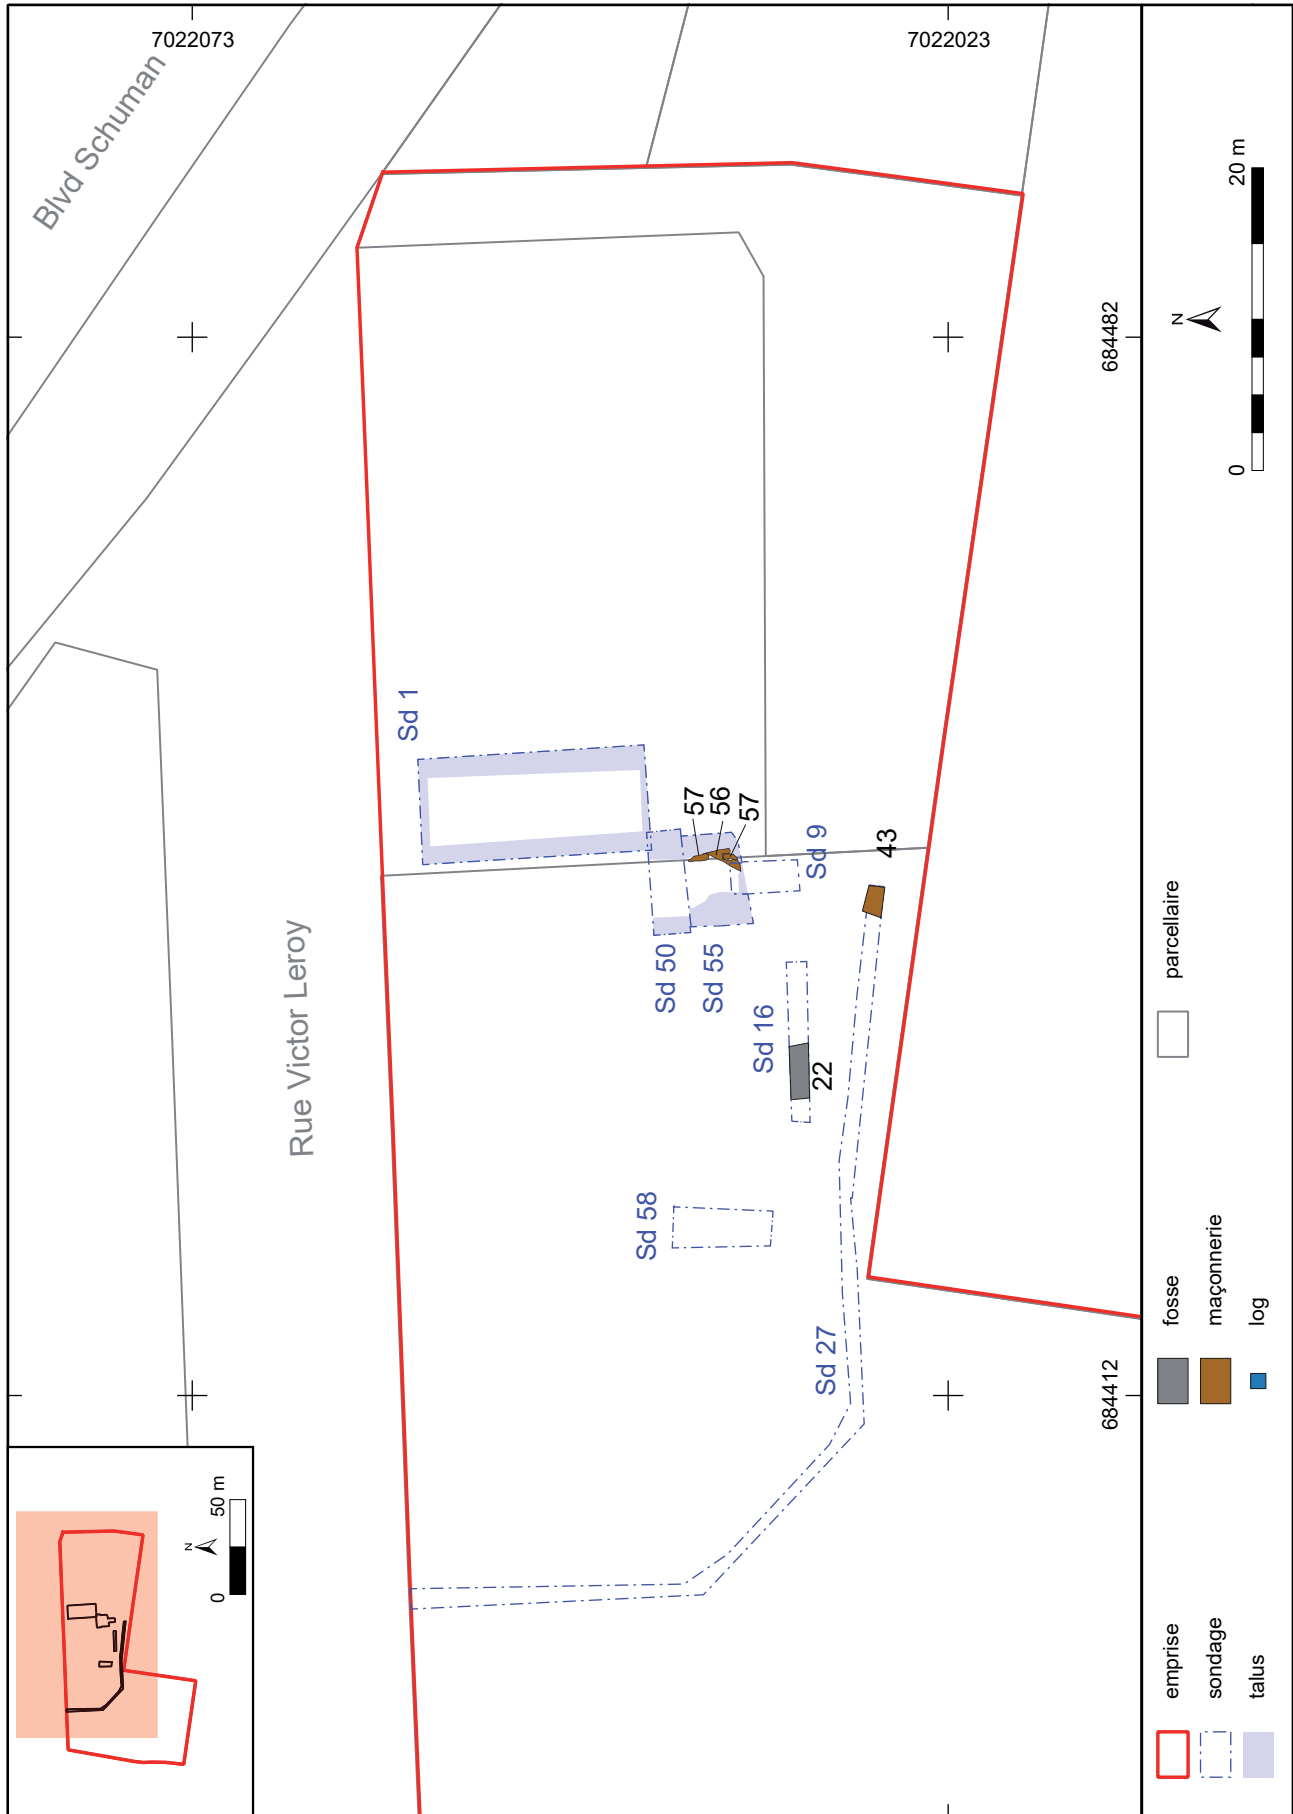 Blvd Schuman
7022073
7022023
684482
684412
Rue Victor Leroy
Sd 1
57
56
57
Sd 9
43
Sd 50
Sd 55
Sd 16
22
Sd 58
Sd 27
N
0
50 m
N
0
20 m
emprise
sondage
talus
fosse
maçonnerie
log
parcellaire